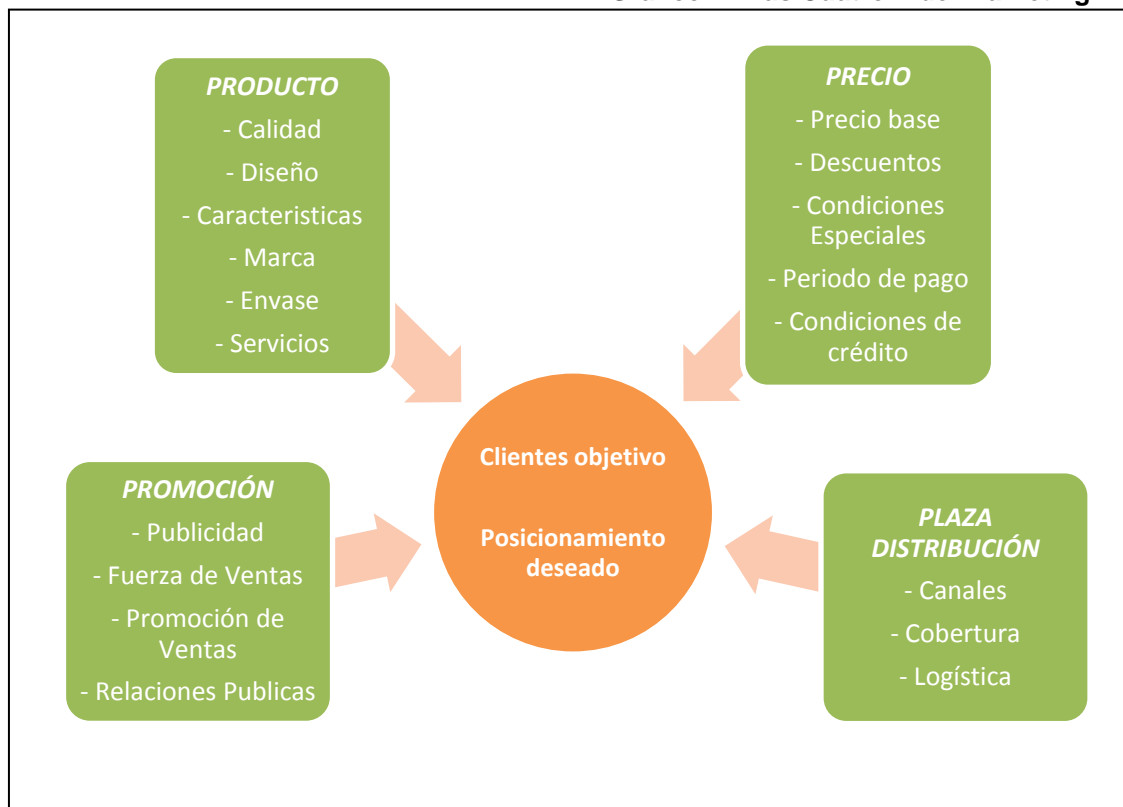 PRODUCTO
- Calidad
- Diseño
- Caracteristicas
- Marca
- Envase
- Servicios
PRECIO
- Precio base
- Descuentos
- Condiciones
Especiales
- Periodo de pago
- Condiciones de
crédito
Clientes objetivo
Posicionamiento
deseado
PROMOCIÓN
- Publicidad
- Fuerza de Ventas
- Promoción de
Ventas
- Relaciones Publicas
PLAZA
DISTRIBUCIÓN
- Canales
- Cobertura
- Logística